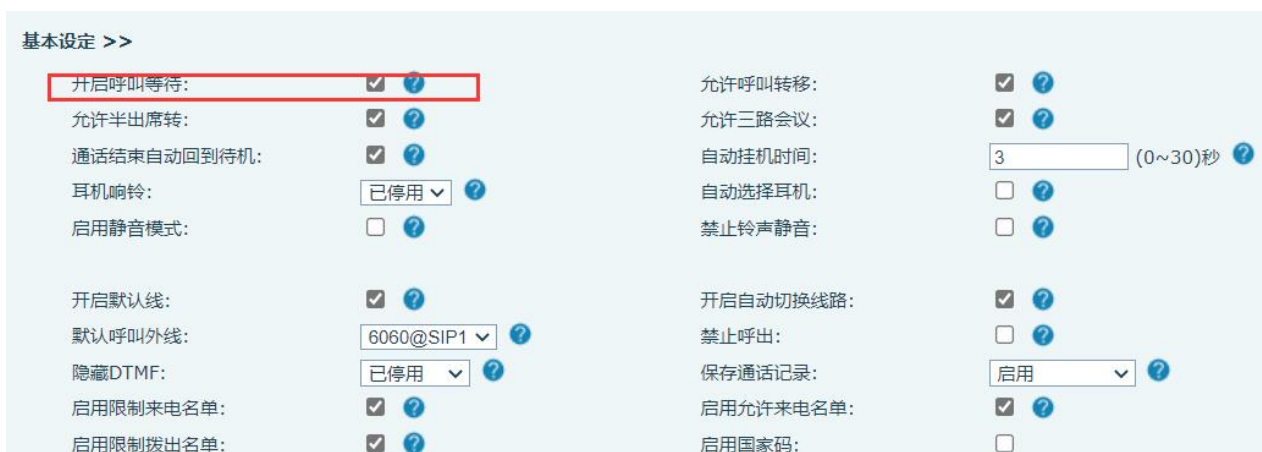 基本设定 >>
开启呼叫等待: 允许呼叫转移:
允许半出席转: 允许三路会议:
通话结束自动回到待机: 自动挂机时间: 3 (0~30)秒
耳机响铃: 已停用 自动选择耳机:
启用静音模式: 禁止铃声静音:
开启默认线: 开启自动切换线路:
默认呼叫外线: 6060@SIP1 禁止呼出:
隐藏DTMF: 已停用 保存通话记录: 启用
启用限制来电名单: 启用允许来电名单:
启用限制拨出名单: 启用国家码: